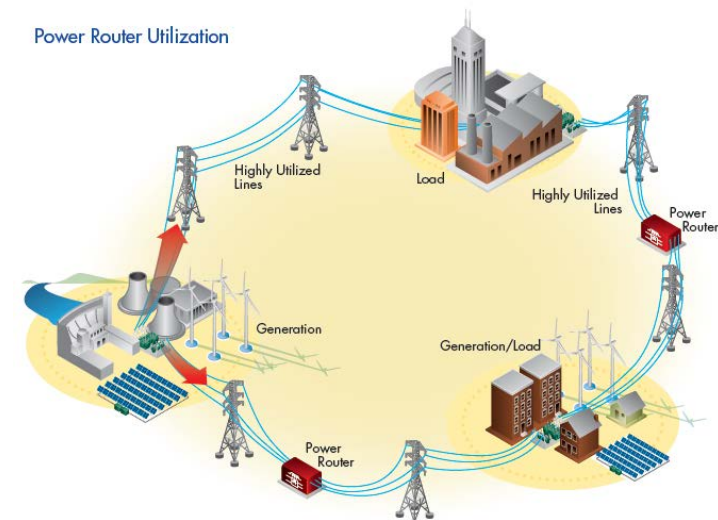 Power Router Utilization
Highly Utilized
Lines
Load
Highly Utilized
Lines
Power
Router
Generation
Generation/Load
Power
Router